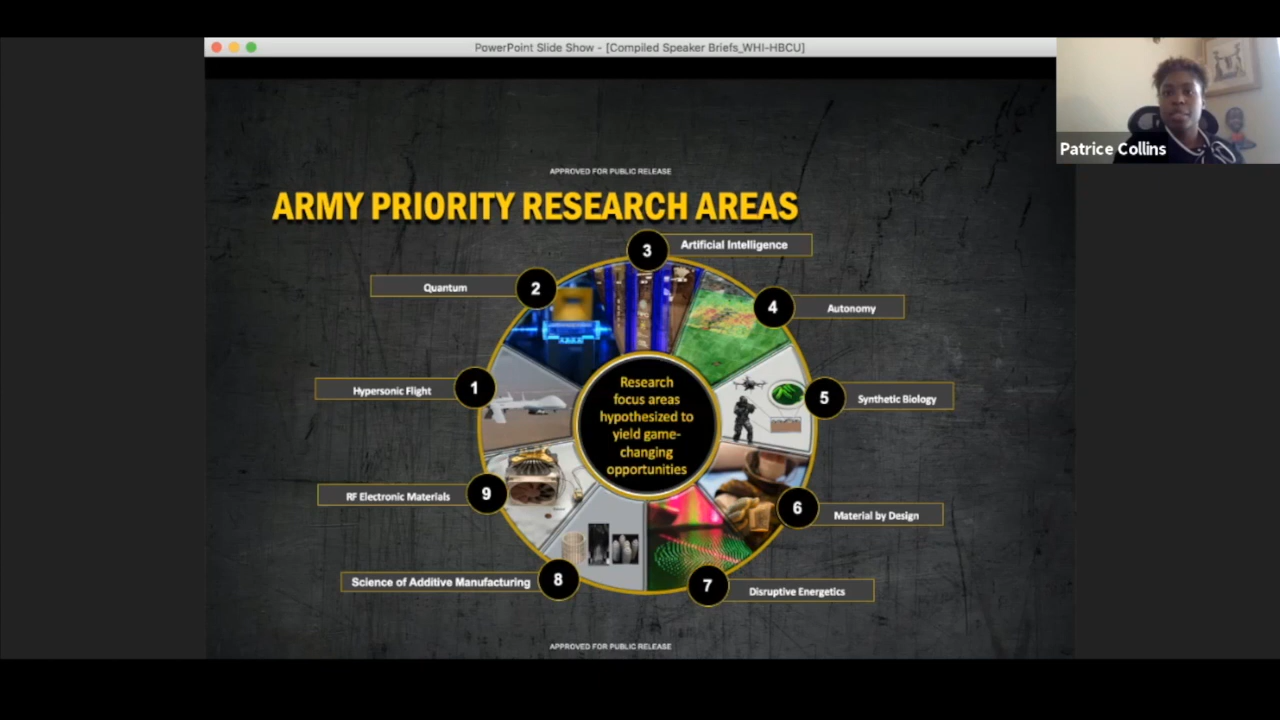 PowerPoint Slide Show - [Compiled Speaker Briefs_WHI-HBCU]
Patrice Collins
APPROVED FOR PUBLIC RELEASE
ARMY PRIORITY RESEARCH AREAS
3
Artificial Intelligence
Quantum
2
4
Autonomy
Hypersonic Flight
1
Research
focus areas
hypothesized to
yield game-
changing
opportunities
5
Synthetic Biology
RF Electronic Materials
9
6
Material by Design
Science of Additive Manufacturing
8
7
Disruptive Energetics
APPROVED FOR PUBLIC RELEASE